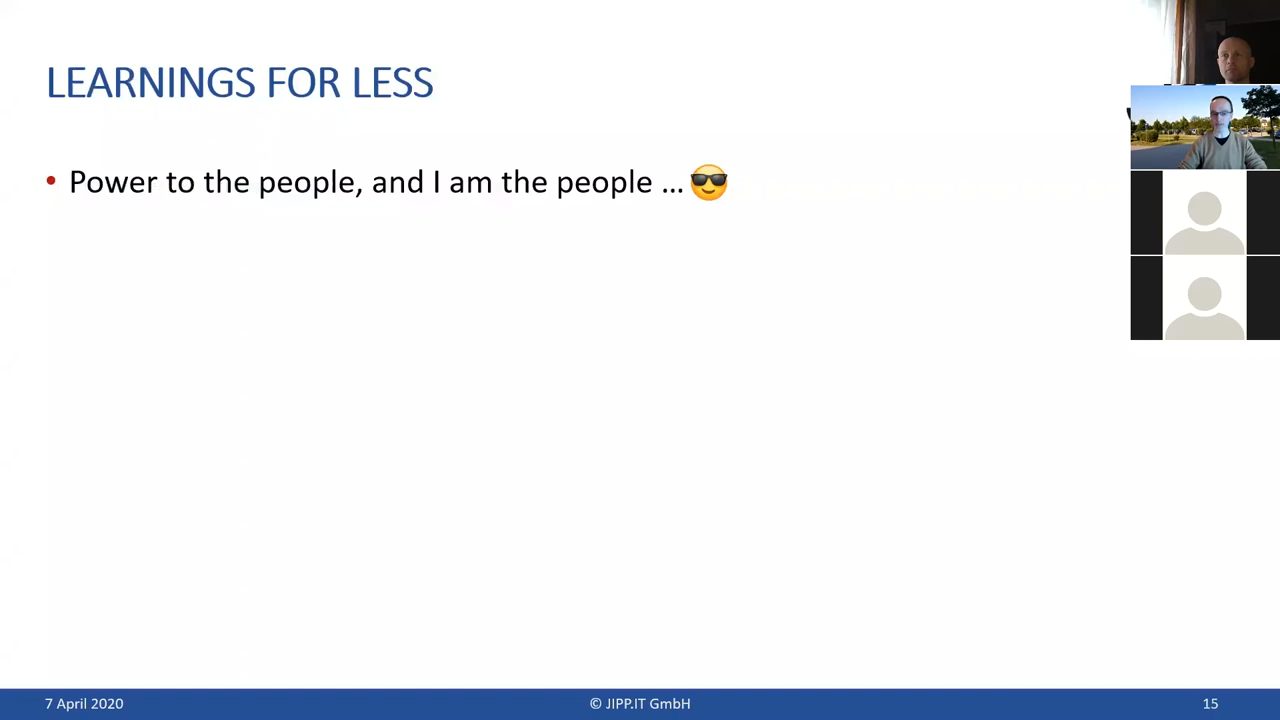 LEARNINGS FOR LESS
• Power to the people, and I am the people ... 😎
7 April 2020
© JIPP.IT GmbH
15